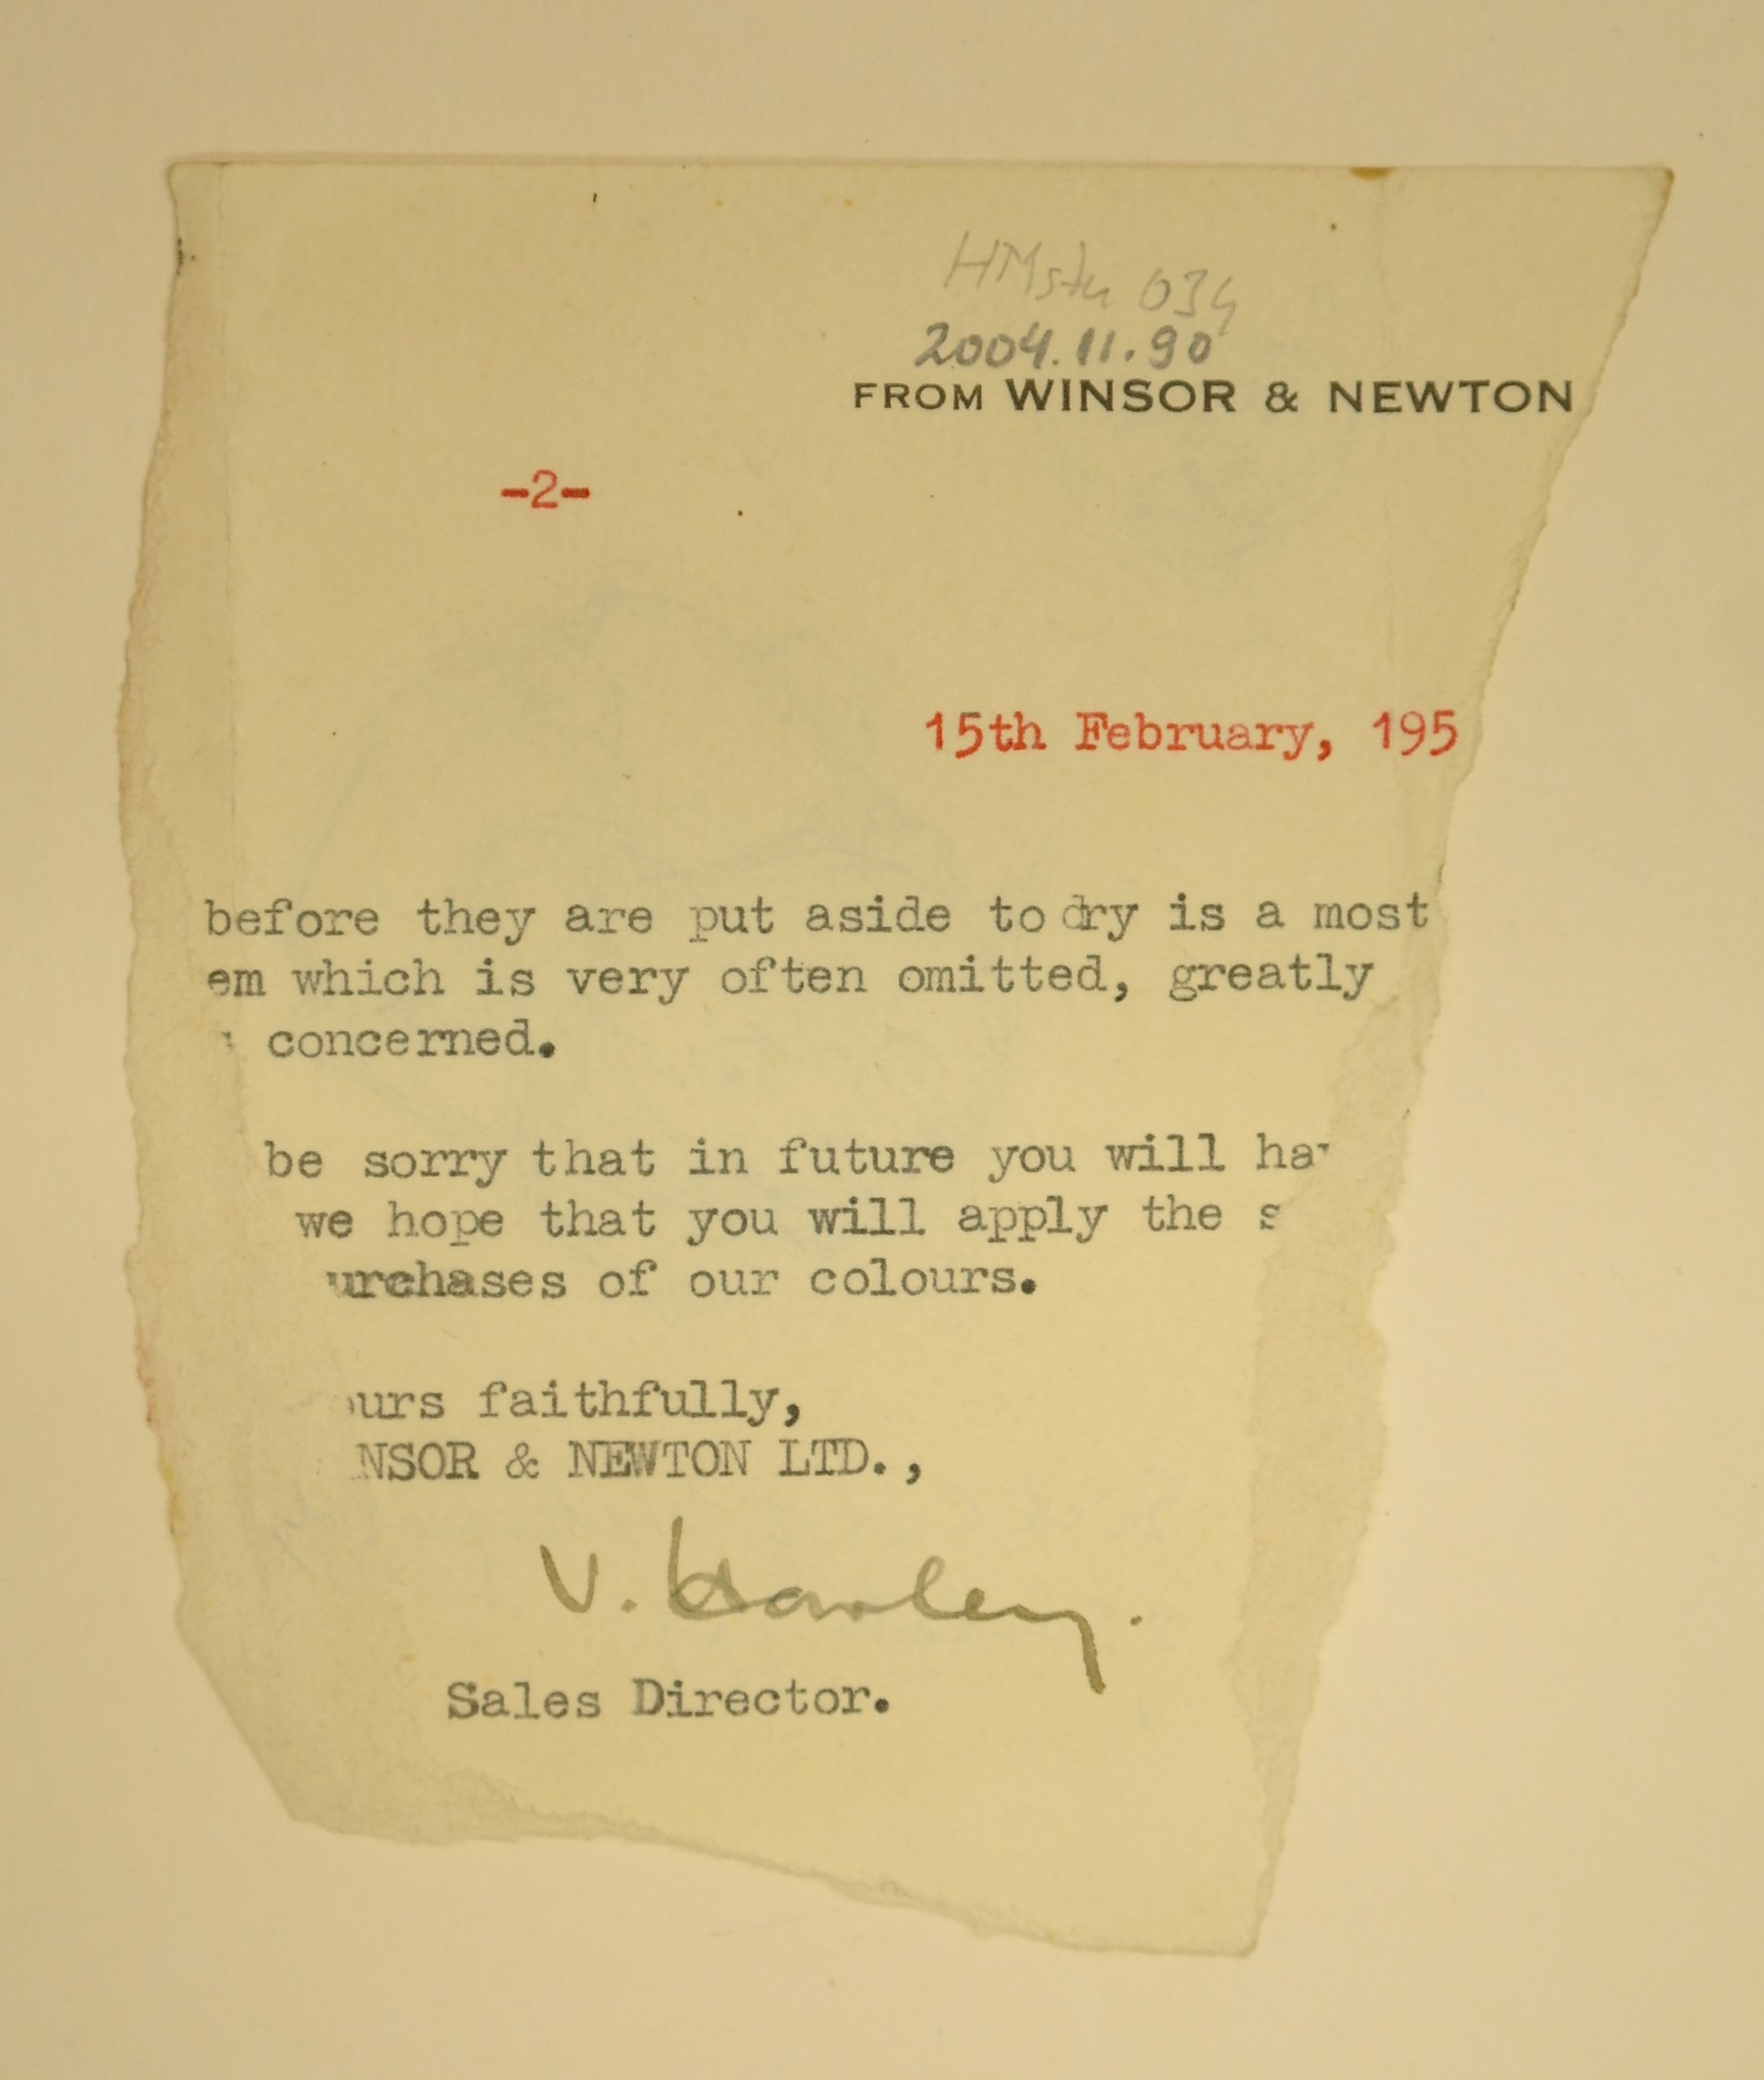 HMstu 034
2004.11.90
FROM WINSOR & NEWTON
-2-
15th February, 195
before they are put aside to dry is a most
em which is very often omitted, greatly
concerned.
be sorry that in future you will ha
we hope that you will apply the s
urchases of our colours.
urs faithfully,
NSOR & NEWTON LTD.,
V.
Sales Director.